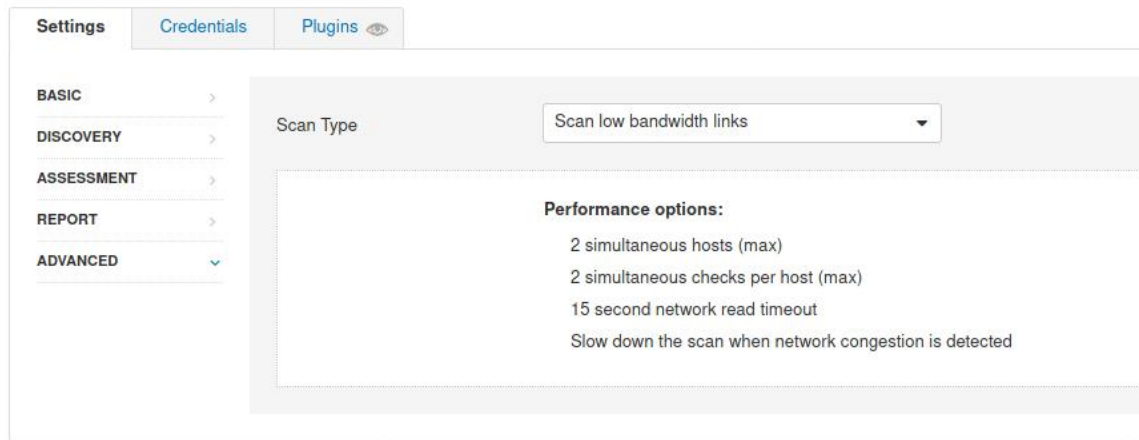 Settings Credentials Plugins
BASIC
DISCOVERY
ASSESSMENT
REPORT
ADVANCED
Scan Type Scan low bandwidth links
Performance options:
2 simultaneous hosts (max)
2 simultaneous checks per host (max)
15 second network read timeout
Slow down the scan when network congestion is detected